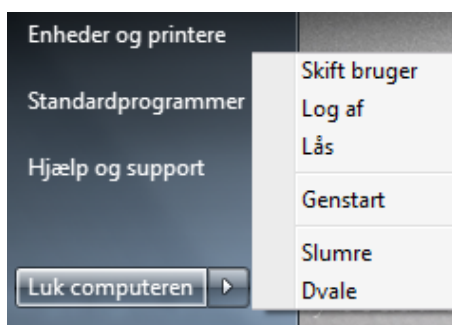 Enheder og printere
Standardprogrammer
Hjælp og support
Luk computeren
Skift bruger
Log af
Lås
Genstart
Slumre
Dvale